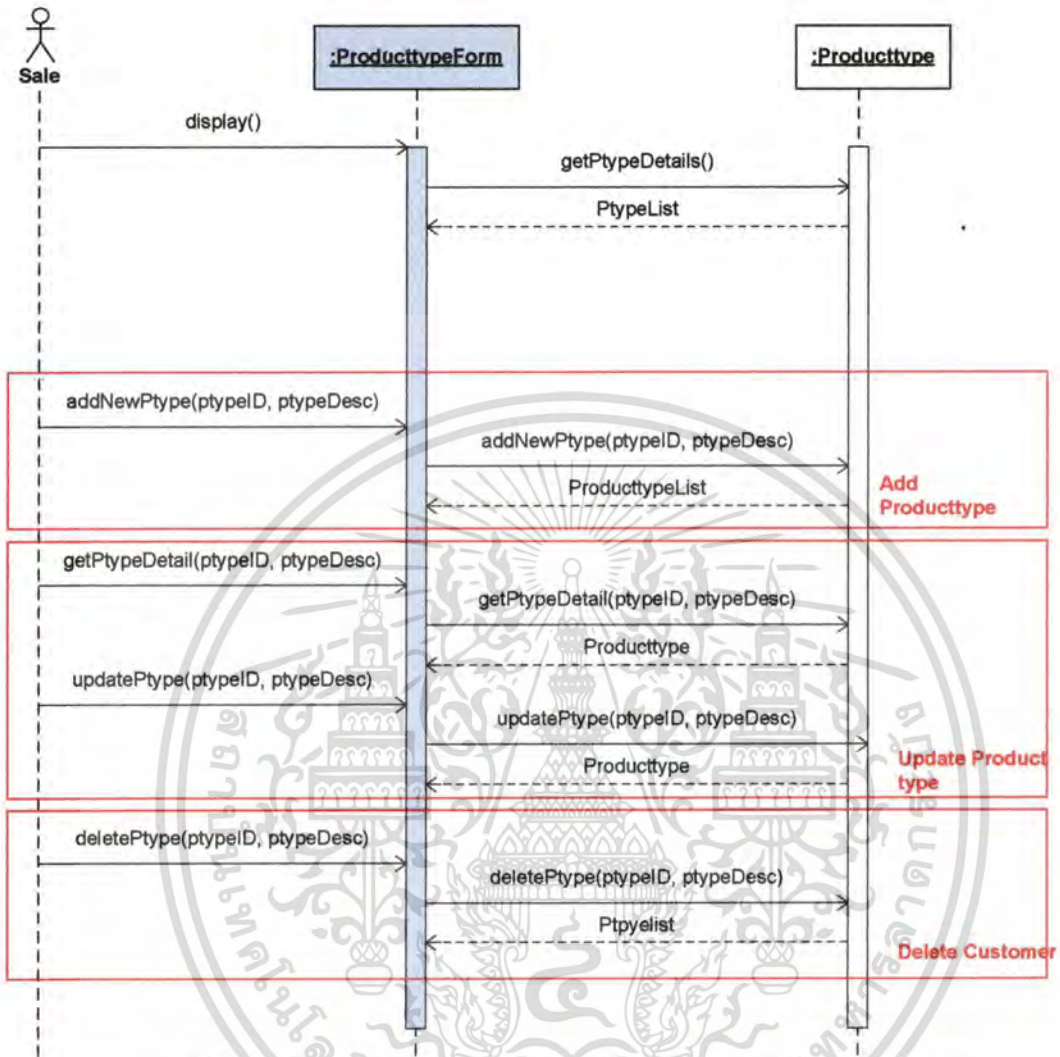 Sale
:ProducttypeForm
:Producttype
display()
getPtypeDetails()
PtypeList
addNewPtype(ptypeID, ptypeDesc)
addNewPtype(ptypeID, ptypeDesc)
ProducttypeList
Add
Producttype
getPtypeDetail(ptypeID, ptypeDesc)
getPtypeDetail(ptypeID, ptypeDesc)
Producttype
updatePtype(ptypeID, ptypeDesc)
updatePtype(ptypeID, ptypeDesc)
Producttype
Update Product
type
deletePtype(ptypeID, ptypeDesc)
deletePtype(ptypeID, ptypeDesc)
Ptpyelist
Delete Customer